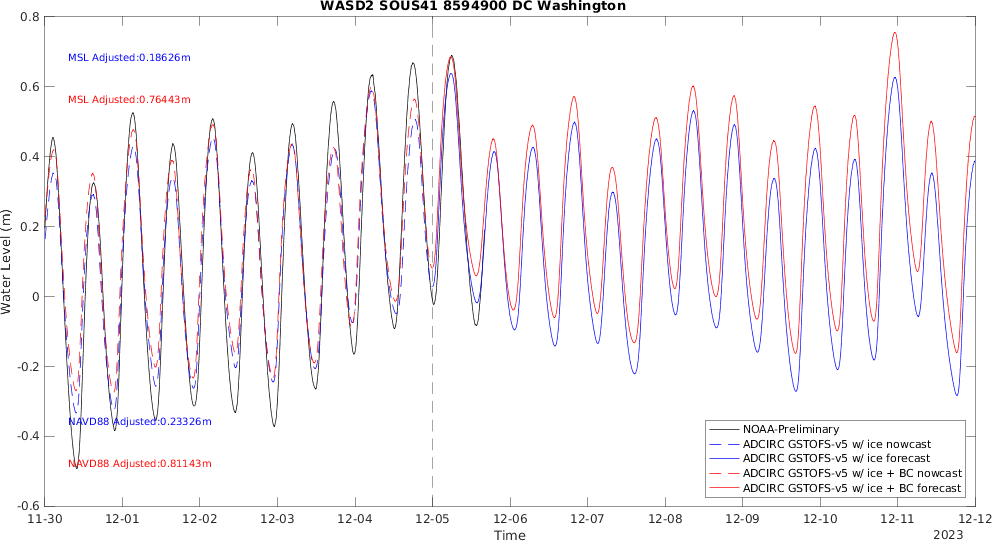 WASD2 SOUS41 8594900 DC Washington
0.8
0.6
0.4
0.2
0
-0.2
-0.4
-0.6
Water Level (m)
MSL Adjusted:0.18626m
MSL Adjusted:0.76443m
NAVD88 Adjusted:0.23326m
NAVD88 Adjusted:0.81143m
NOAA-Preliminary
ADCIRC GSTOFS-v5 w/ ice nowcast
ADCIRC GSTOFS-v5 w/ ice forecast
ADCIRC GSTOFS-v5 w/ ice + BC nowcast
ADCIRC GSTOFS-v5 w/ ice + BC forecast
11-30 12-01 12-02 12-03 12-04 12-05 12-06 12-07 12-08 12-09 12-10 12-11 12-12
Time
2023